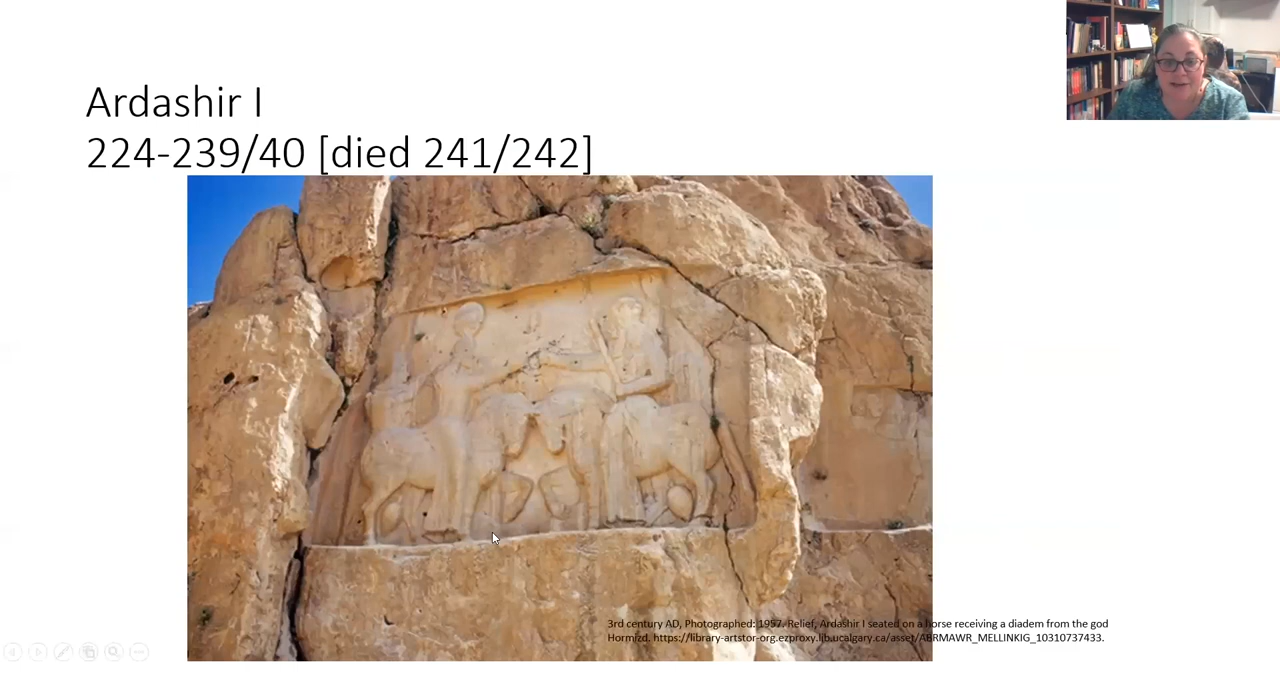 Ardashir I
224-239/40 [died 241/242]
3rd century AD, Photographed: 1957. Relief, Ardashir I seated on a horse receiving a diadem from the god
Hormizd. https://library-artstor-org.ezproxy.lib.ucalgary.ca/asset/ABRMAWR_MELLINKIG_10310737433.